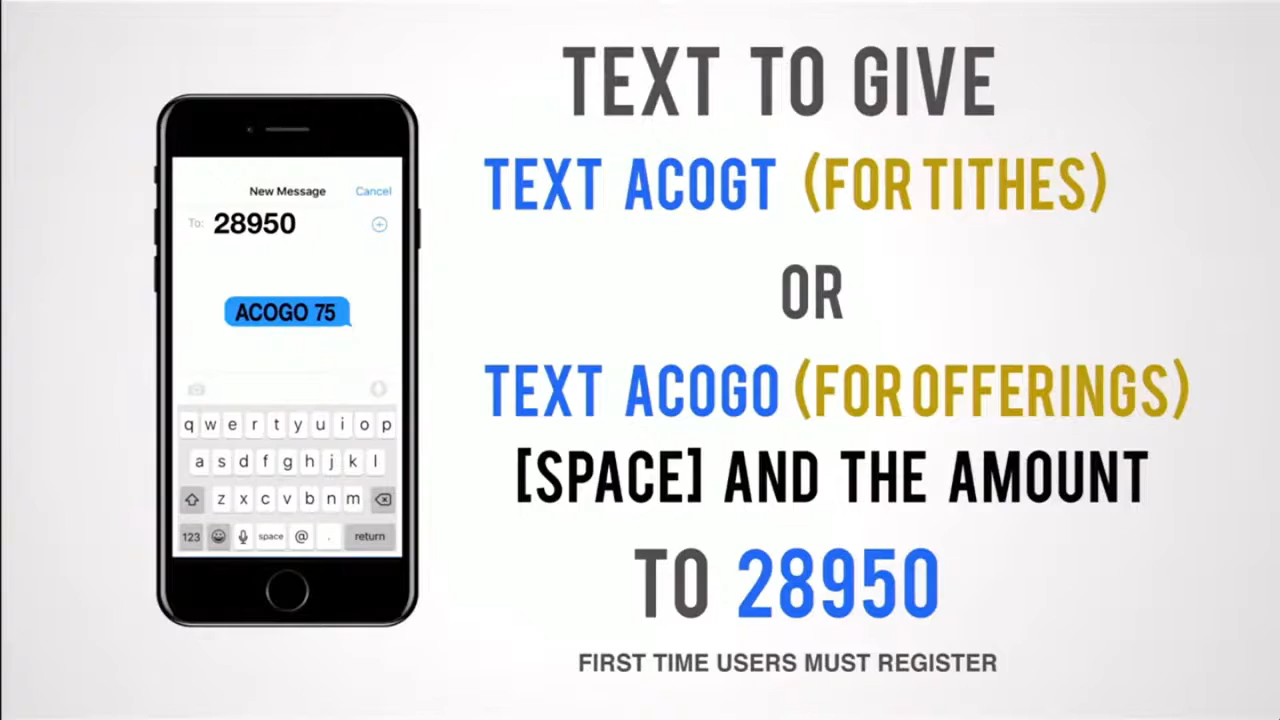 TEXT TO GIVE
TEXT ACOGT (FOR TITHES)
OR
TEXT ACOGO (FOR OFFERINGS)
[SPACE] AND THE AMOUNT
TO 28950
FIRST TIME USERS MUST REGISTER
New Message Cancel
To: 28950
ACOGO 75
q w e r t y u i o p
a s d f g h j k l
z x c v b n m
123 space @ . return